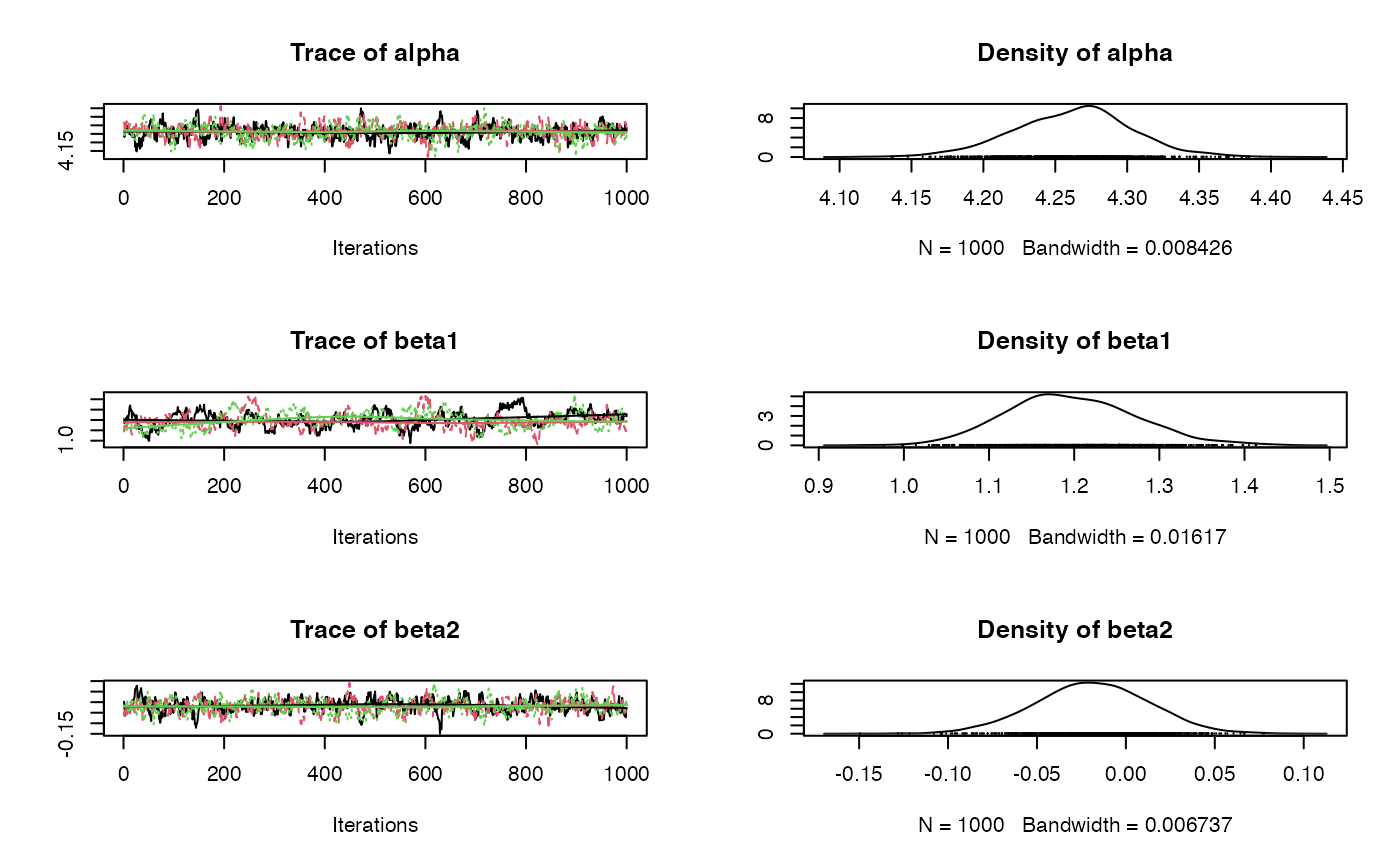 Trace of alpha
4.15
0 200 400 600 800 1000
Iterations
Density of alpha
0 8
4.10 4.15 4.20 4.25 4.30 4.35 4.40 4.45
N = 1000 Bandwidth = 0.008426
Trace of beta1
1.0
0 200 400 600 800 1000
Iterations
Density of beta1
0 3
0.9 1.0 1.1 1.2 1.3 1.4 1.5
N = 1000 Bandwidth = 0.01617
Trace of beta2
-0.15
0 200 400 600 800 1000
Iterations
Density of beta2
0 8
-0.15 -0.10 -0.05 0.00 0.05 0.10
N = 1000 Bandwidth = 0.006737